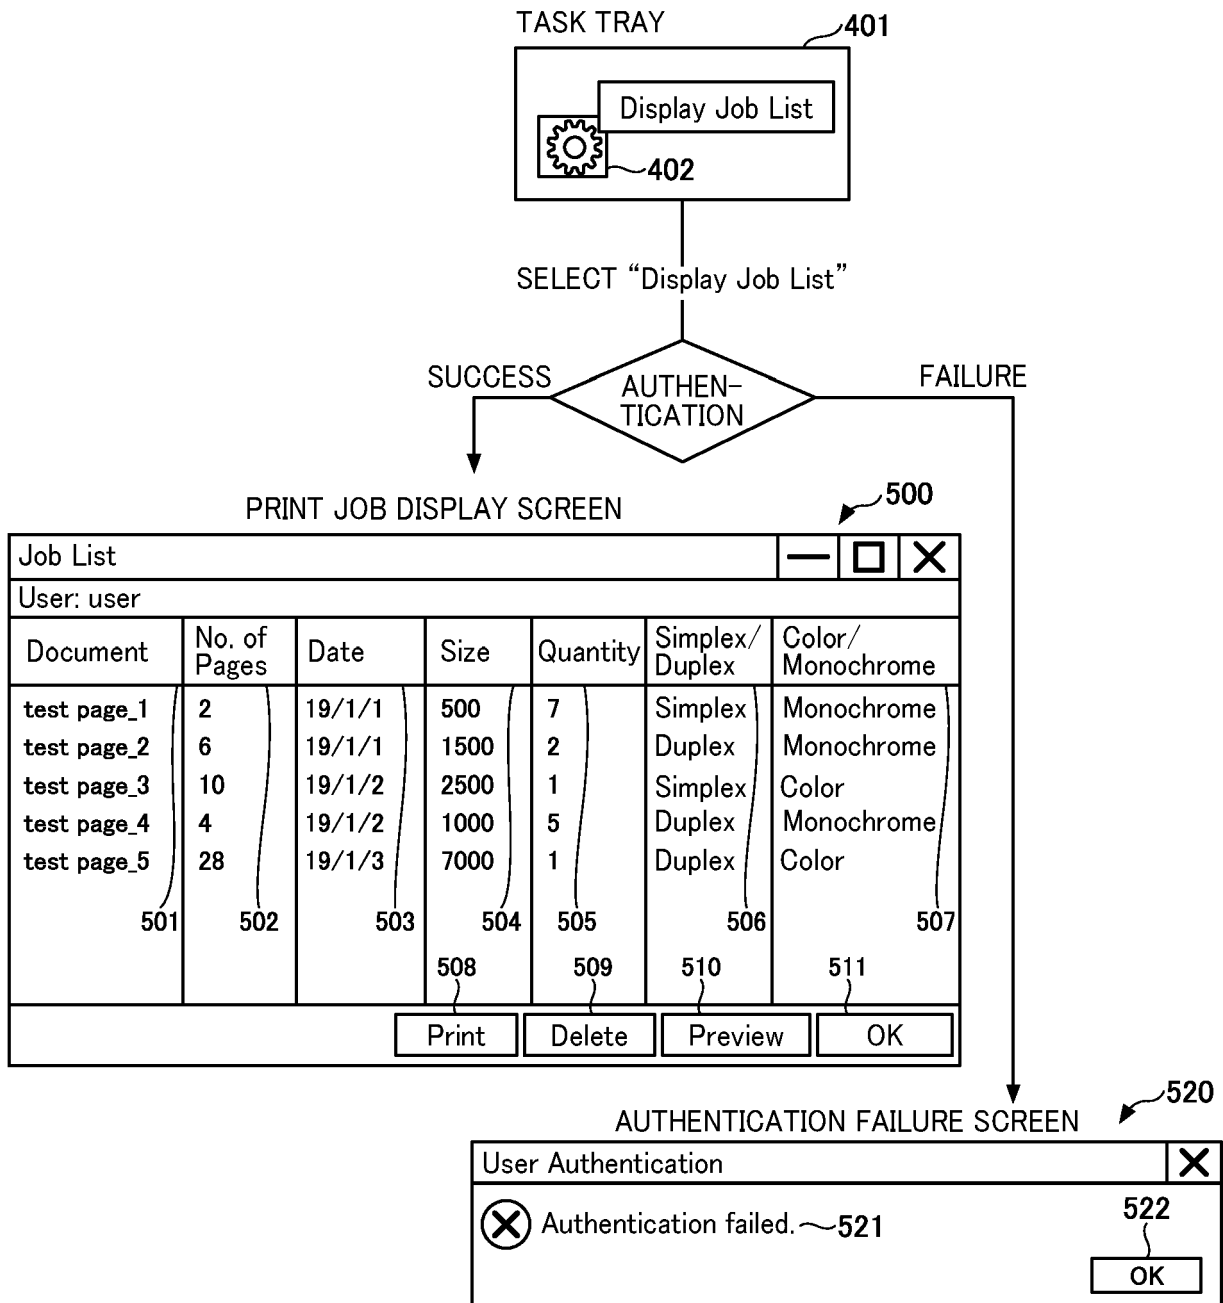 TASK TRAY
401
Display Job List
402
SELECT “Display Job List”
SUCCESS
AUTHEN-
TICATION
FAILURE
PRINT JOB DISPLAY SCREEN
500
Job List
User: user
Document No. of Pages Date Size Quantity Simplex/ Duplex Color/ Monochrome
test page_1 2 19/1/1 500 7 Simplex Monochrome
test page_2 6 19/1/1 1500 2 Duplex Monochrome
test page_3 10 19/1/2 2500 1 Simplex Color
test page_4 4 19/1/2 1000 5 Duplex Monochrome
test page_5 28 19/1/3 7000 1 Duplex Color
501 502 503 504 505 506 507
508 509 510 511
Print Delete Preview OK
520
AUTHENTICATION FAILURE SCREEN
User Authentication
Authentication failed. 521
522
OK